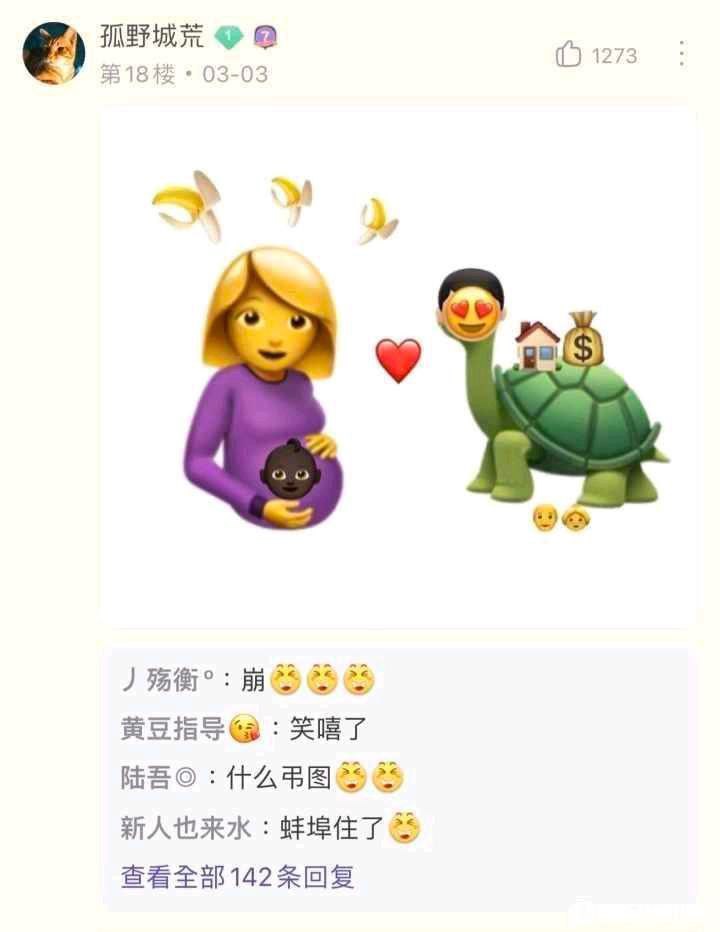 孤野城荒 1 7
第18楼 • 03-03
1273
$
丿殇衡º：崩
黄豆指导😘：笑嘻了
陆吾◎：什么弔图
新人也来水：蚌埠住了
查看全部142条回复